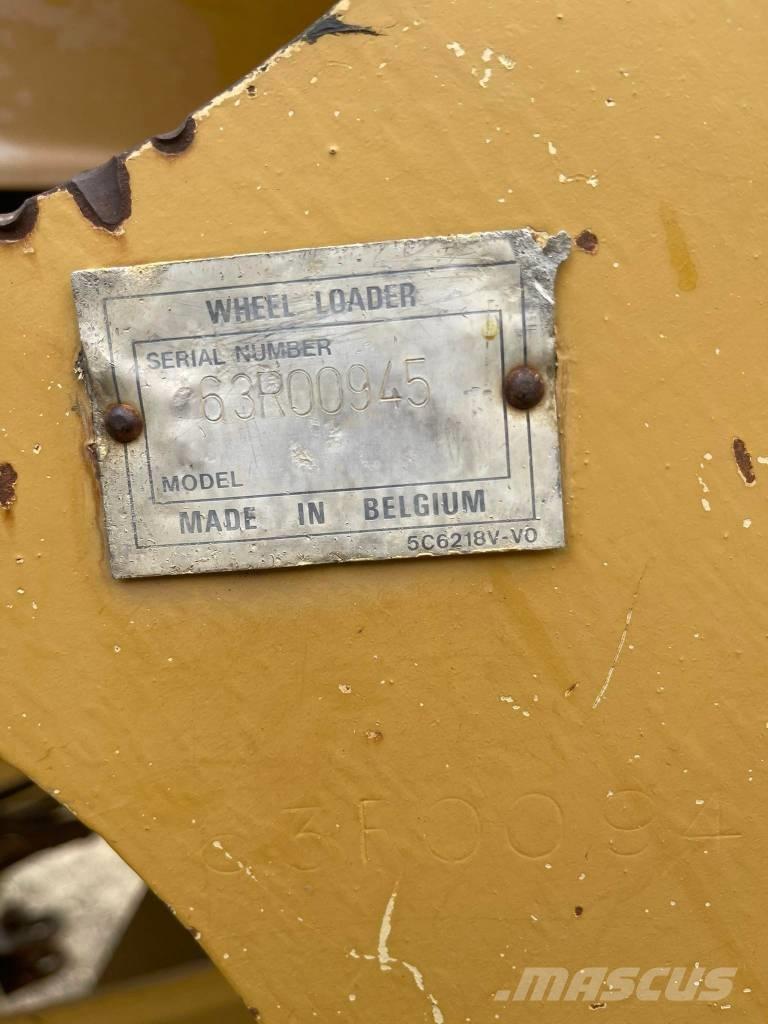 WHEEL LOADER
SERIAL NUMBER
63R00945
MODEL
MADE IN BELGIUM
5C6218V-V0
63F0094
MASCUS